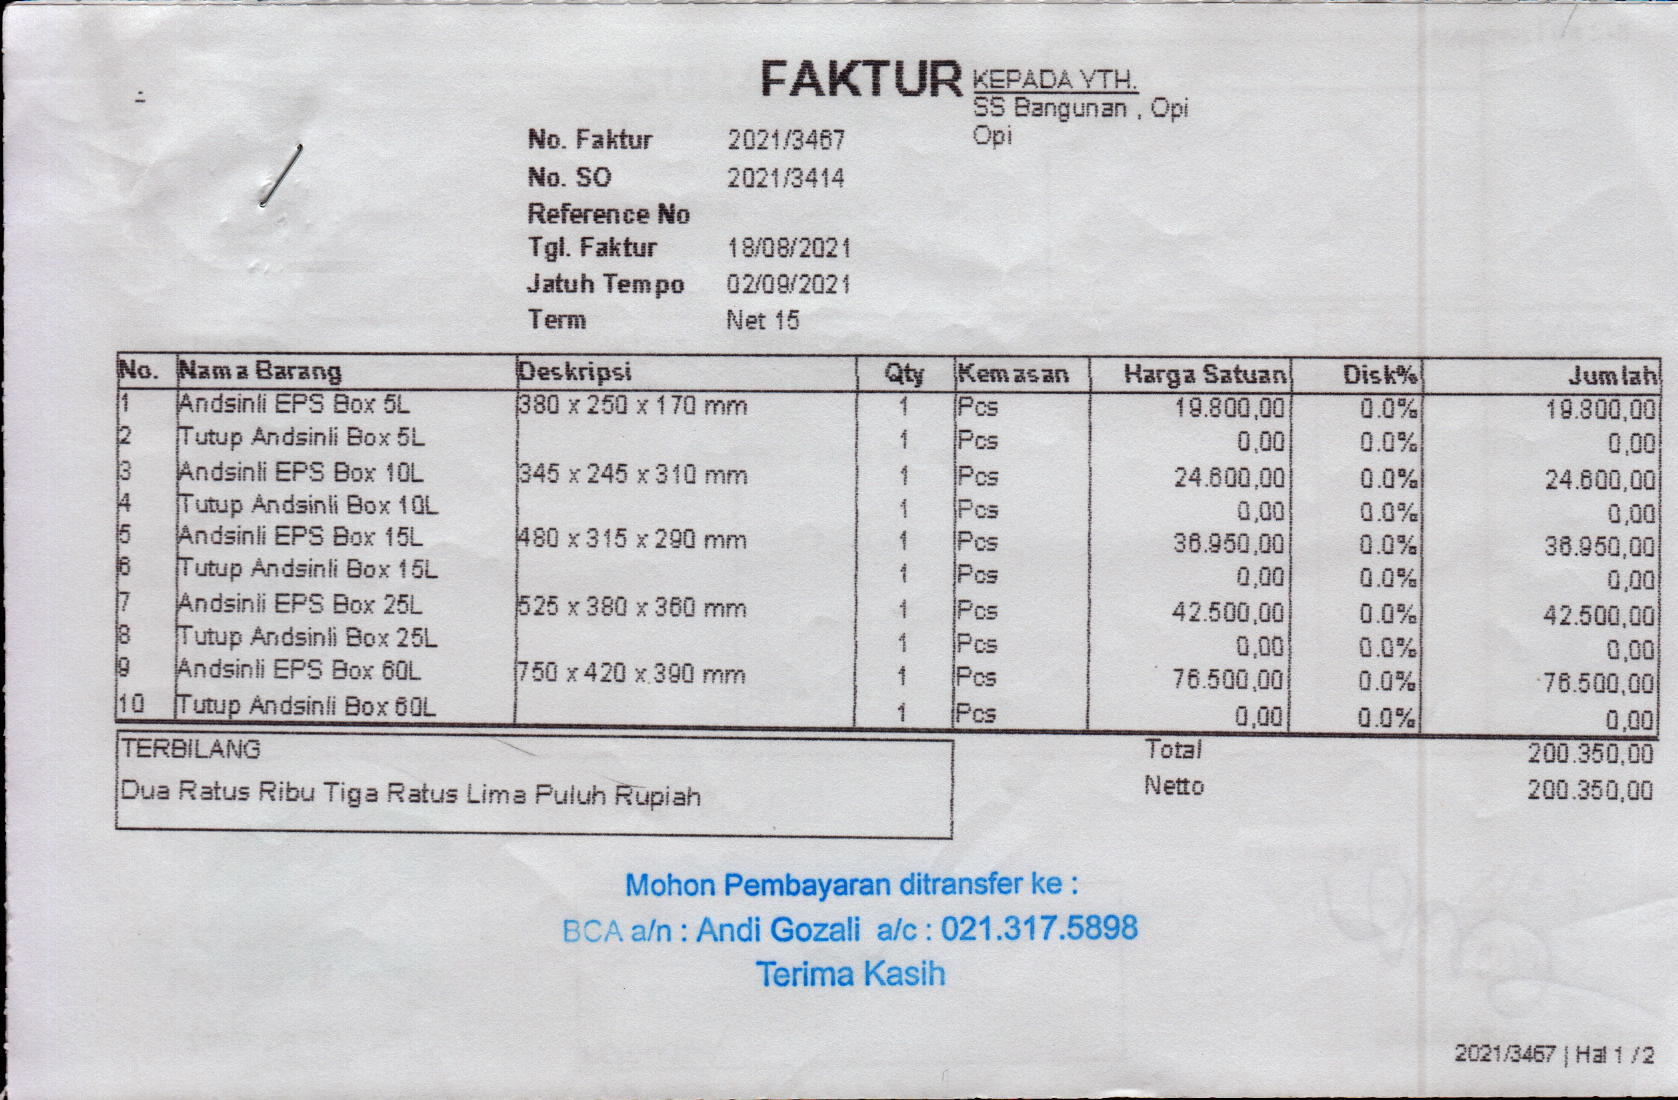 FAKTUR
KEPADA YTH.
SS Bangunan , Opi
Opi
No. Faktur 2021/3467
No. SO 2021/3414
Reference No
Tgl. Faktur 18/08/2021
Jatuh Tempo 02/09/2021
Term Net 15
No. Nama Barang Deskripsi Qty Kemasan Harga Satuan Disk% Jumlah
1 Andsinli EPS Box 5L 380 x 250 x 170 mm 1 Pcs 19.800,00 0.0% 19.800,00
2 Tutup Andsinli Box 5L 1 Pcs 0,00 0.0% 0,00
3 Andsinli EPS Box 10L 345 x 245 x 310 mm 1 Pcs 24.600,00 0.0% 24.600,00
4 Tutup Andsinli Box 10L 1 Pcs 0,00 0.0% 0,00
5 Andsinli EPS Box 15L 480 x 315 x 290 mm 1 Pcs 36.950,00 0.0% 36.950,00
6 Tutup Andsinli Box 15L 1 Pcs 0,00 0.0% 0,00
7 Andsinli EPS Box 25L 525 x 380 x 360 mm 1 Pcs 42.500,00 0.0% 42.500,00
8 Tutup Andsinli Box 25L 1 Pcs 0,00 0.0% 0,00
9 Andsinli EPS Box 60L 750 x 420 x 390 mm 1 Pcs 76.500,00 0.0% 76.500,00
10 Tutup Andsinli Box 60L 1 Pcs 0,00 0.0% 0,00
TERBILANG
Dua Ratus Ribu Tiga Ratus Lima Puluh Rupiah
Total 200.350,00
Netto 200.350,00
Mohon Pembayaran ditransfer ke :
BCA a/n : Andi Gozali a/c : 021.317.5898
Terima Kasih
2021/3467 | Hal 1 / 2